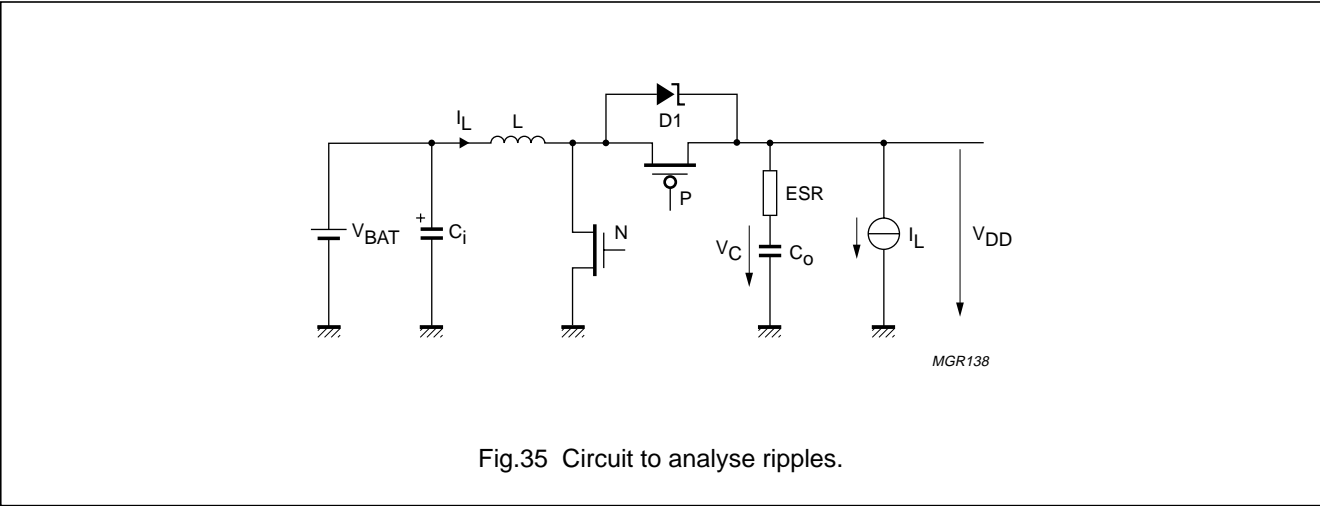 D1
I_L L
P
ESR
+
V_BAT C_i N V_C C_o I_L V_DD
MGR138
Fig.35 Circuit to analyse ripples.